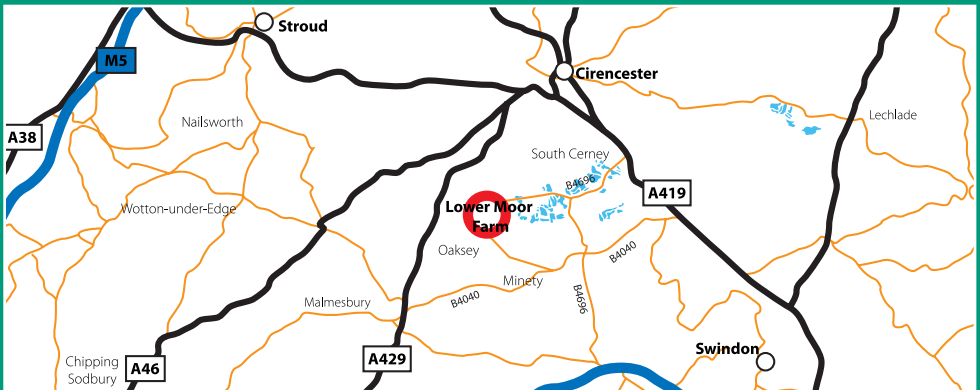 Stroud
M5
Cirencester
Nailsworth
Lechlade
A38
South Cerney
B4696
A419
Wotton-under-Edge
Lower Moor
Farm
Oaksey
B4040
Minety
B4696
B4040
Malmesbury
Swindon
A429
Chipping
Sodbury
A46